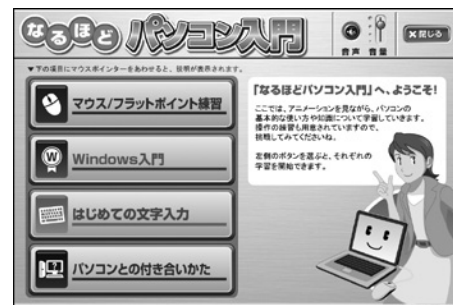 なるほどパソコン入門
音声 音量
×閉じる
▼下の項目にマウスポインターをあわせると、説明が表示されます。
マウス/フラットポイント練習
Windows入門
はじめての文字入力
パソコンとの付き合いかた
『なるほどパソコン入門』へ、ようこそ!
ここでは、アニメーションを見ながら、パソコンの
基本的な使い方や知識について学習していきます。
操作の練習も用意されていますので、
挑戦してみてくださいね。
左側のボタンを選ぶと、それぞれの
学習を開始できます。